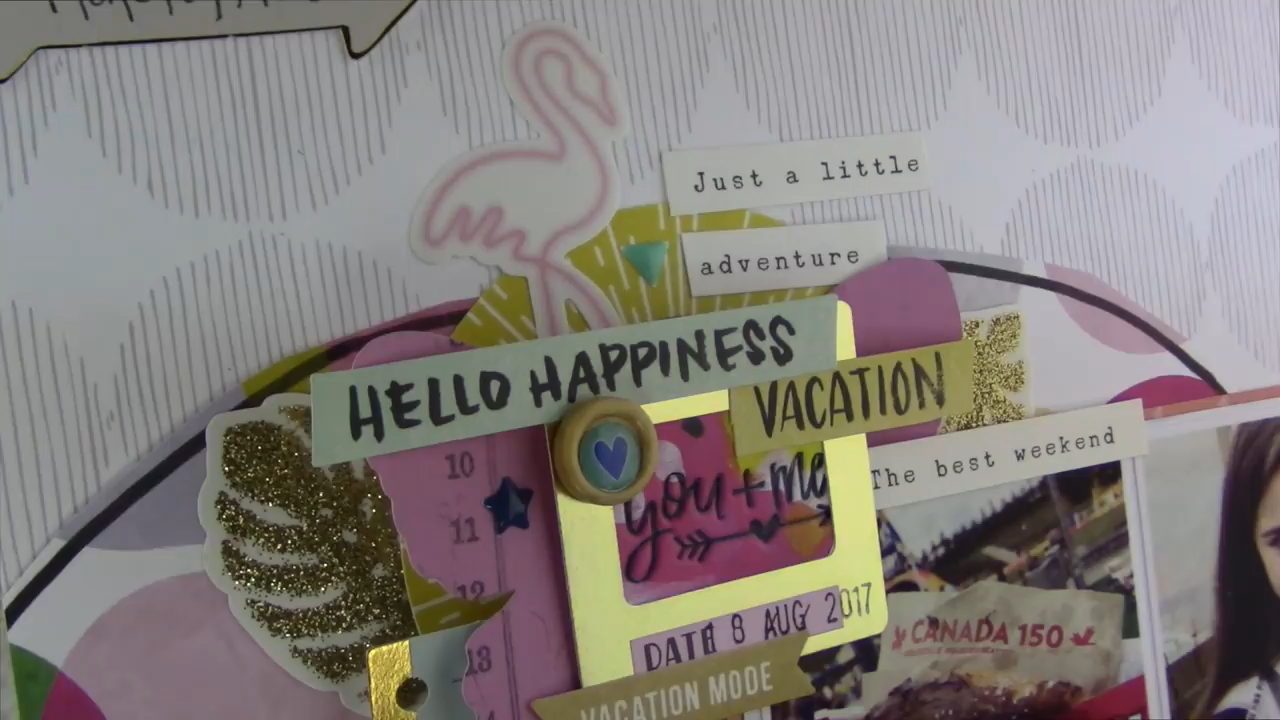 Just a little
adventure
HELLO HAPPINESS
VACATION
The best weekend
10
you + me
11
12
CANADA 150
DATE 8 AUG 2017
13
VACATION MODE